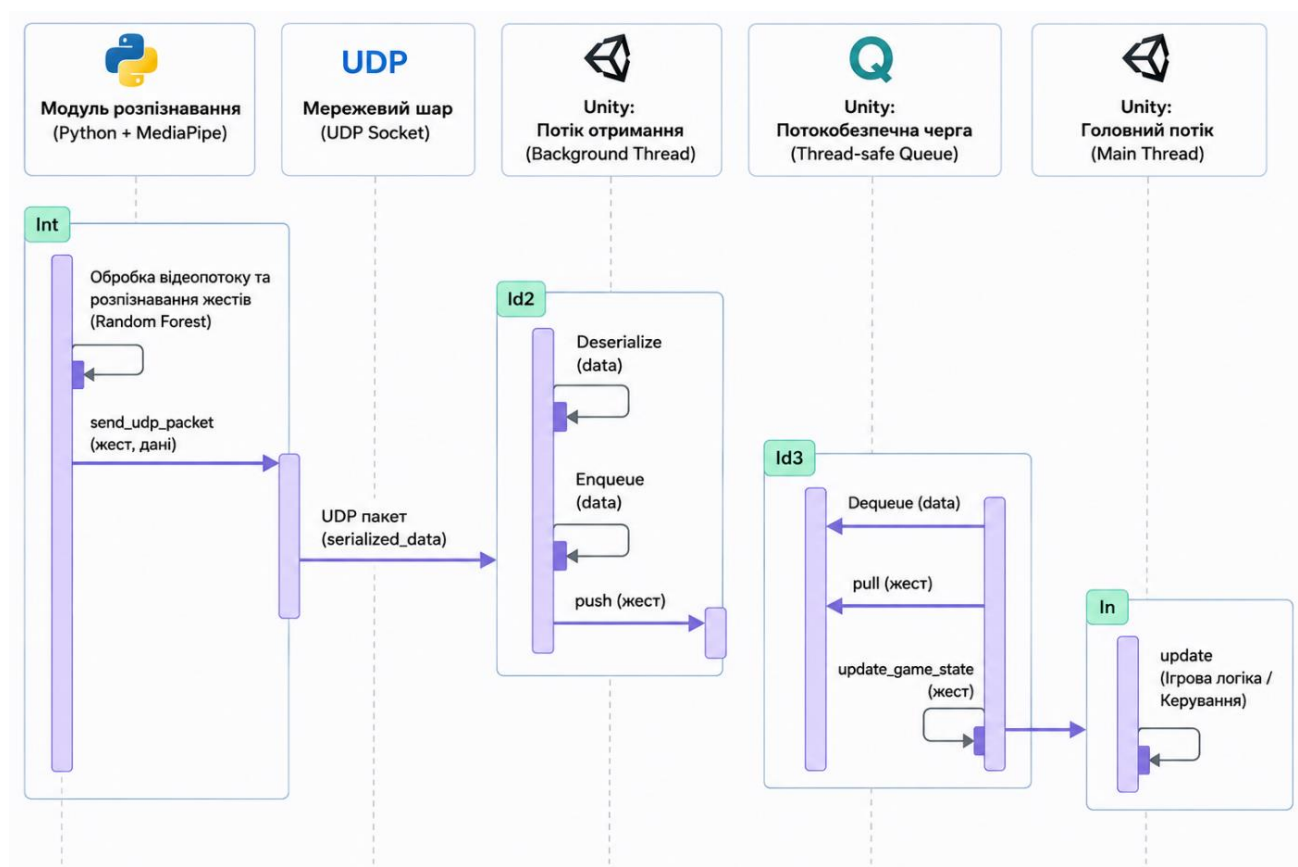 Модуль розпізнавання
(Python + MediaPipe)
UDP
Мережевий шар
(UDP Socket)
Unity:
Потік отримання
(Background Thread)
Q
Unity:
Потокобезпечна черга
(Thread-safe Queue)
Unity:
Головний потік
(Main Thread)
Int
Обробка відеопотоку та
розпізнавання жестів
(Random Forest)
send_udp_packet
(жест, дані)
UDP пакет
(serialized_data)
Id2
Deserialize
(data)
Enqueue
(data)
push (жест)
Id3
Dequeue (data)
pull (жест)
update_game_state
(жест)
In
update
(Ігрова логіка /
Керування)